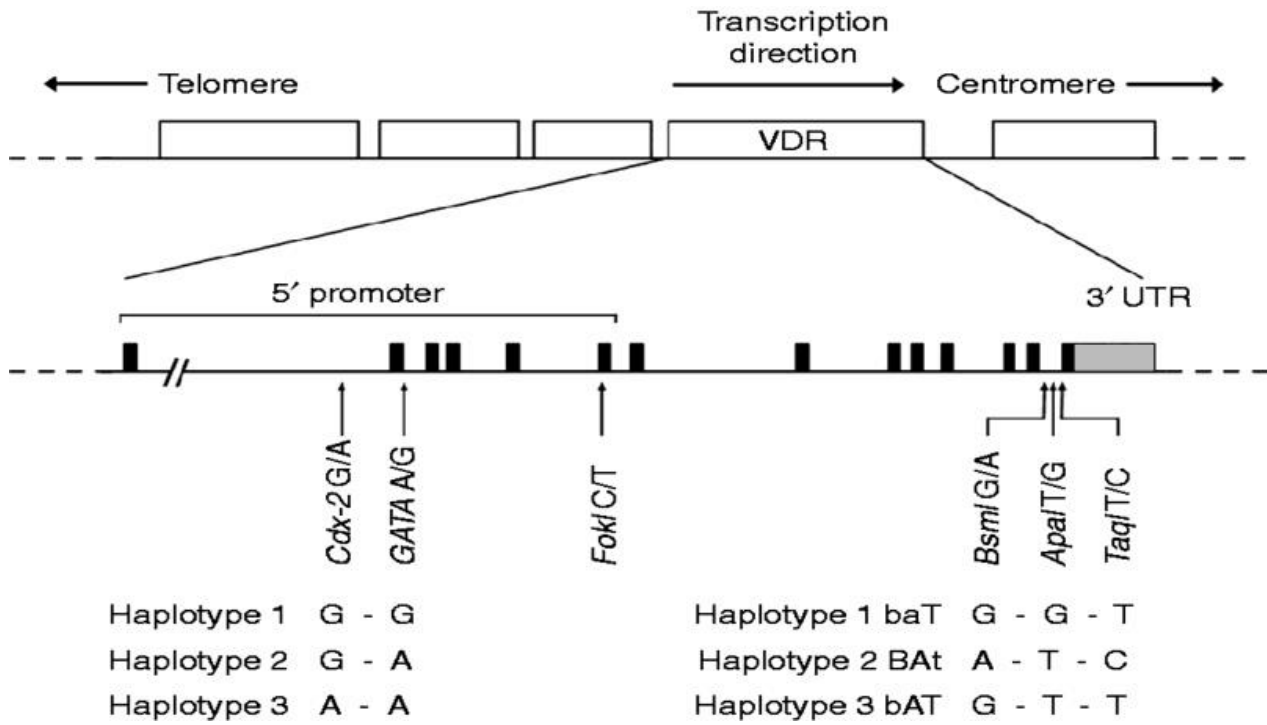 Transcription
direction
Telomere
Centromere
VDR
5′ promoter
3′ UTR
Cdx-2 G/A
GATA A/G
FokI C/T
BsmI G/A
ApaI T/G
TaqI T/C
Haplotype 1 G - G
Haplotype 2 G - A
Haplotype 3 A - A
Haplotype 1 baT G - G - T
Haplotype 2 BAt A - T - C
Haplotype 3 bAT G - T - T